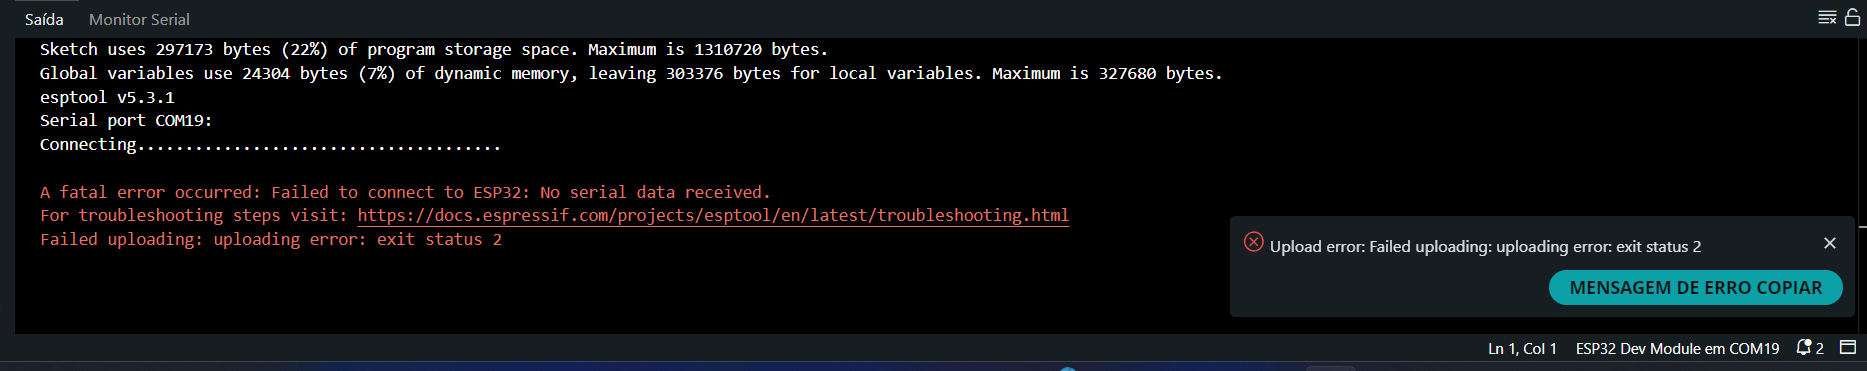 Saída Monitor Serial
Sketch uses 297173 bytes (22%) of program storage space. Maximum is 1310720 bytes.
Global variables use 24304 bytes (7%) of dynamic memory, leaving 303376 bytes for local variables. Maximum is 327680 bytes.
esptool v5.3.1
Serial port COM19:
Connecting......................................
A fatal error occurred: Failed to connect to ESP32: No serial data received.
For troubleshooting steps visit: https://docs.espressif.com/projects/esptool/en/latest/troubleshooting.html
Failed uploading: uploading error: exit status 2
Upload error: Failed uploading: uploading error: exit status 2
MENSAGEM DE ERRO COPIAR
Ln 1, Col 1 ESP32 Dev Module em COM19 2